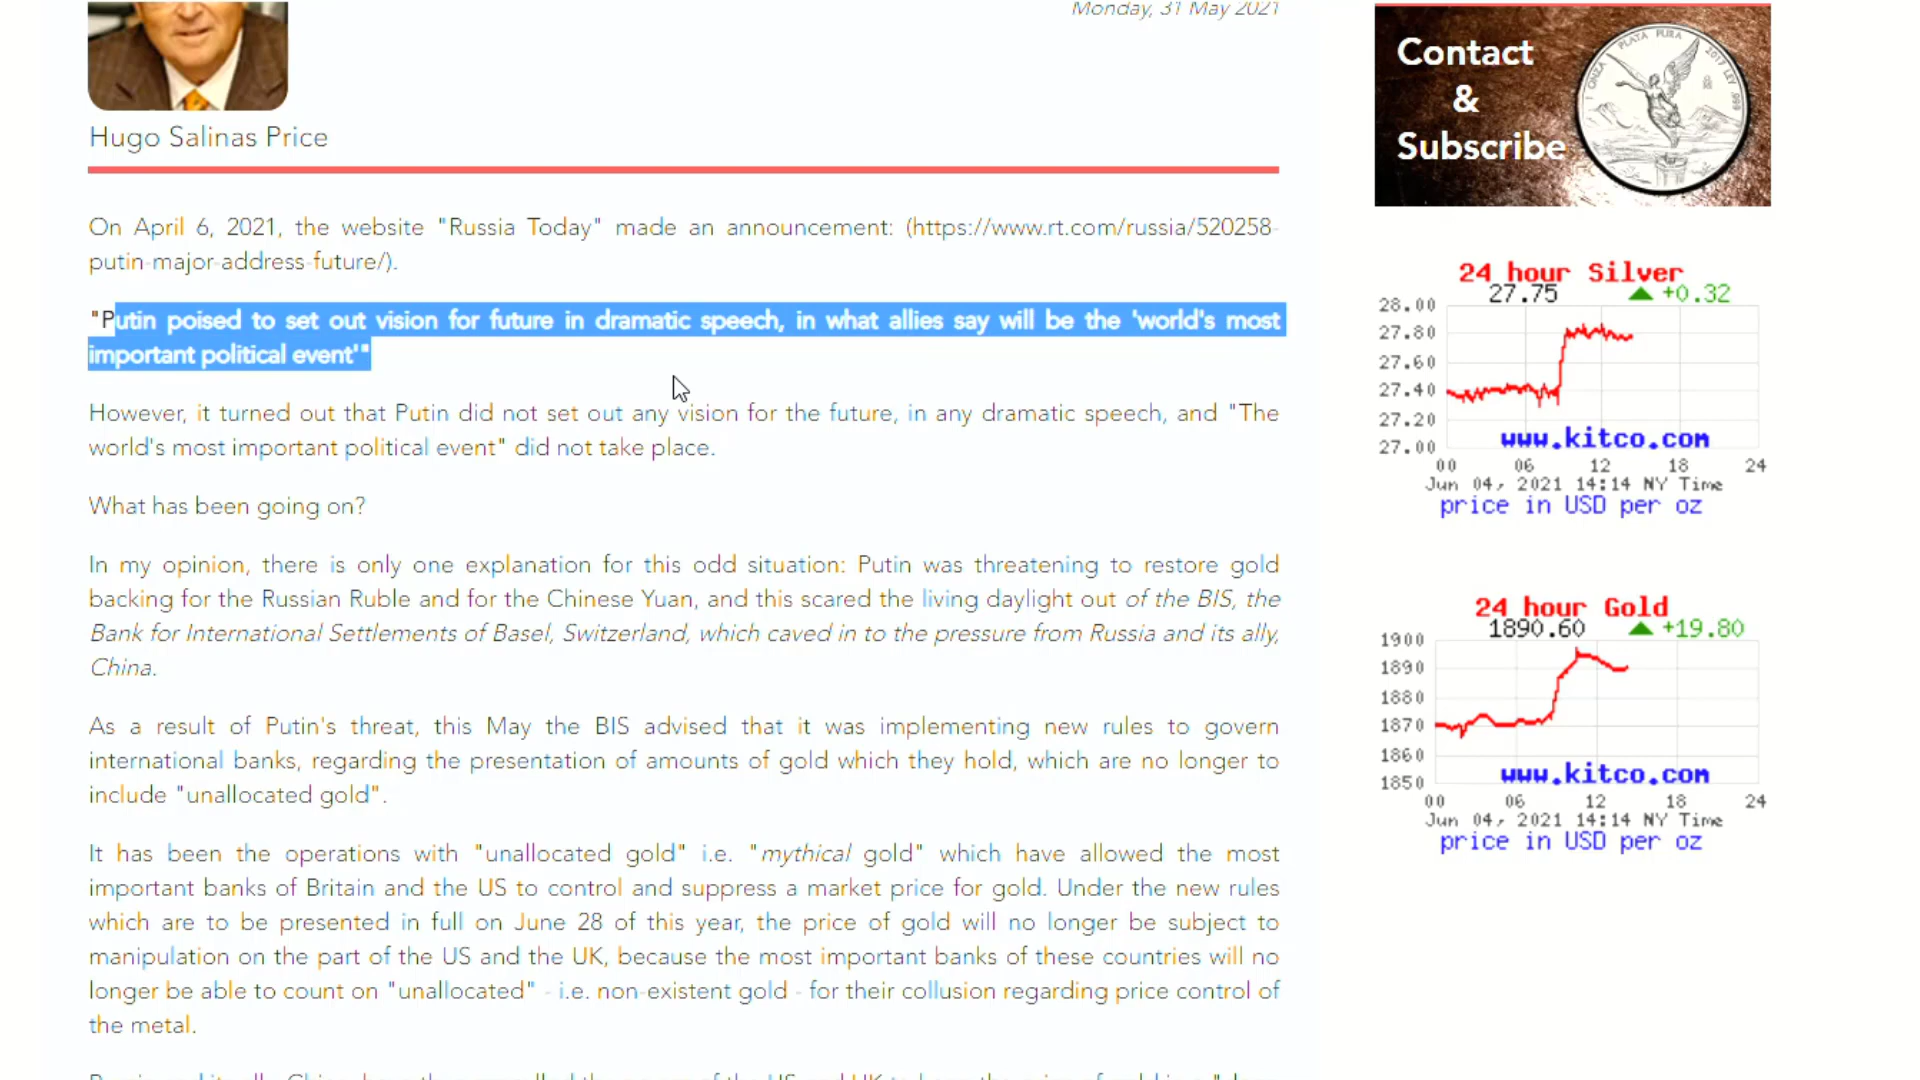 Monday, 31 May 2021
Hugo Salinas Price
On April 6, 2021, the website "Russia Today" made an announcement: (https://www.rt.com/russia/520258-
putin-major-address-future/).
"Putin poised to set out vision for future in dramatic speech, in what allies say will be the 'world's most
important political event'"
However, it turned out that Putin did not set out any vision for the future, in any dramatic speech, and "The
world's most important political event" did not take place.
What has been going on?
In my opinion, there is only one explanation for this odd situation: Putin was threatening to restore gold
backing for the Russian Ruble and for the Chinese Yuan, and this scared the living daylight out of the BIS, the
Bank for International Settlements of Basel, Switzerland, which caved in to the pressure from Russia and its ally,
China.
As a result of Putin's threat, this May the BIS advised that it was implementing new rules to govern
international banks, regarding the presentation of amounts of gold which they hold, which are no longer to
include "unallocated gold".
It has been the operations with "unallocated gold" i.e. "mythical gold" which have allowed the most
important banks of Britain and the US to control and suppress a market price for gold. Under the new rules
which are to be presented in full on June 28 of this year, the price of gold will no longer be subject to
manipulation on the part of the US and the UK, because the most important banks of these countries will no
longer be able to count on "unallocated" - i.e. non-existent gold - for their collusion regarding price control of
the metal.
Contact
&
Subscribe
PLATA PURA 2017 LEY .999
1 ONZA
24 hour Silver
27.75 +0.32
28.00
27.80
27.60
27.40
27.20
27.00
www.kitco.com
00 06 12 18 24
Jun 04, 2021 14:14 NY Time
price in USD per oz
24 hour Gold
1890.60 +19.80
1900
1890
1880
1870
1860
1850
www.kitco.com
00 06 12 18 24
Jun 04, 2021 14:14 NY Time
price in USD per oz